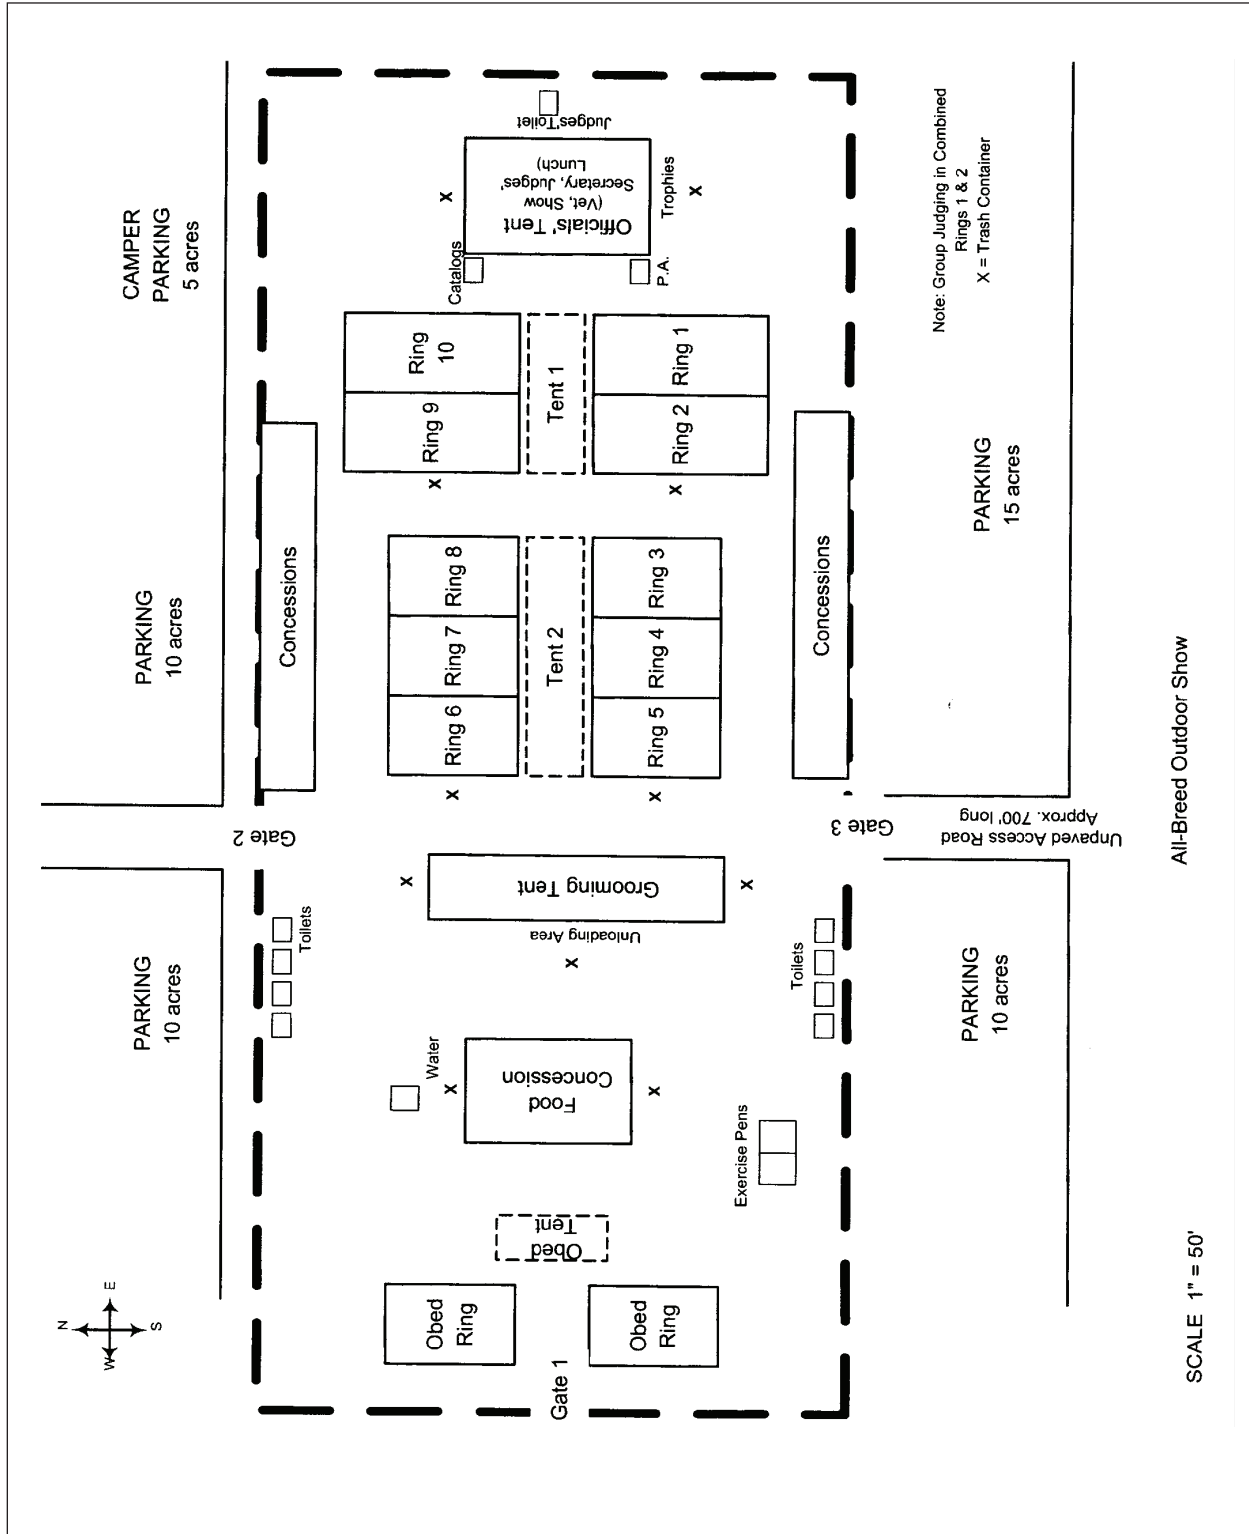 N
W
E
S
PARKING
10 acres
PARKING
10 acres
CAMPER
PARKING
5 acres
Gate 2
Toilets
Concessions
Gate 1
Obed
Ring
Obed
Ring
Obed
Tent
Water
Food
Concession
Exercise Pens
Unloading Area
Grooming Tent
Toilets
Ring 6
Ring 7
Ring 8
Tent 2
Ring 5
Ring 4
Ring 3
Ring 9
Ring
10
Tent 1
Ring 2
Ring 1
Catalogs
P.A.
Officials' Tent
(Vet, Show
Secretary, Judges'
Lunch)
Trophies
Judges' Toilet
X
X
X
X
X
X
X
X
X
X
X
X
Concessions
Gate 3
Unpaved Access Road
Approx. 700' long
PARKING
10 acres
PARKING
15 acres
Note: Group Judging in Combined
Rings 1 & 2
X = Trash Container
SCALE 1" = 50'
All-Breed Outdoor Show